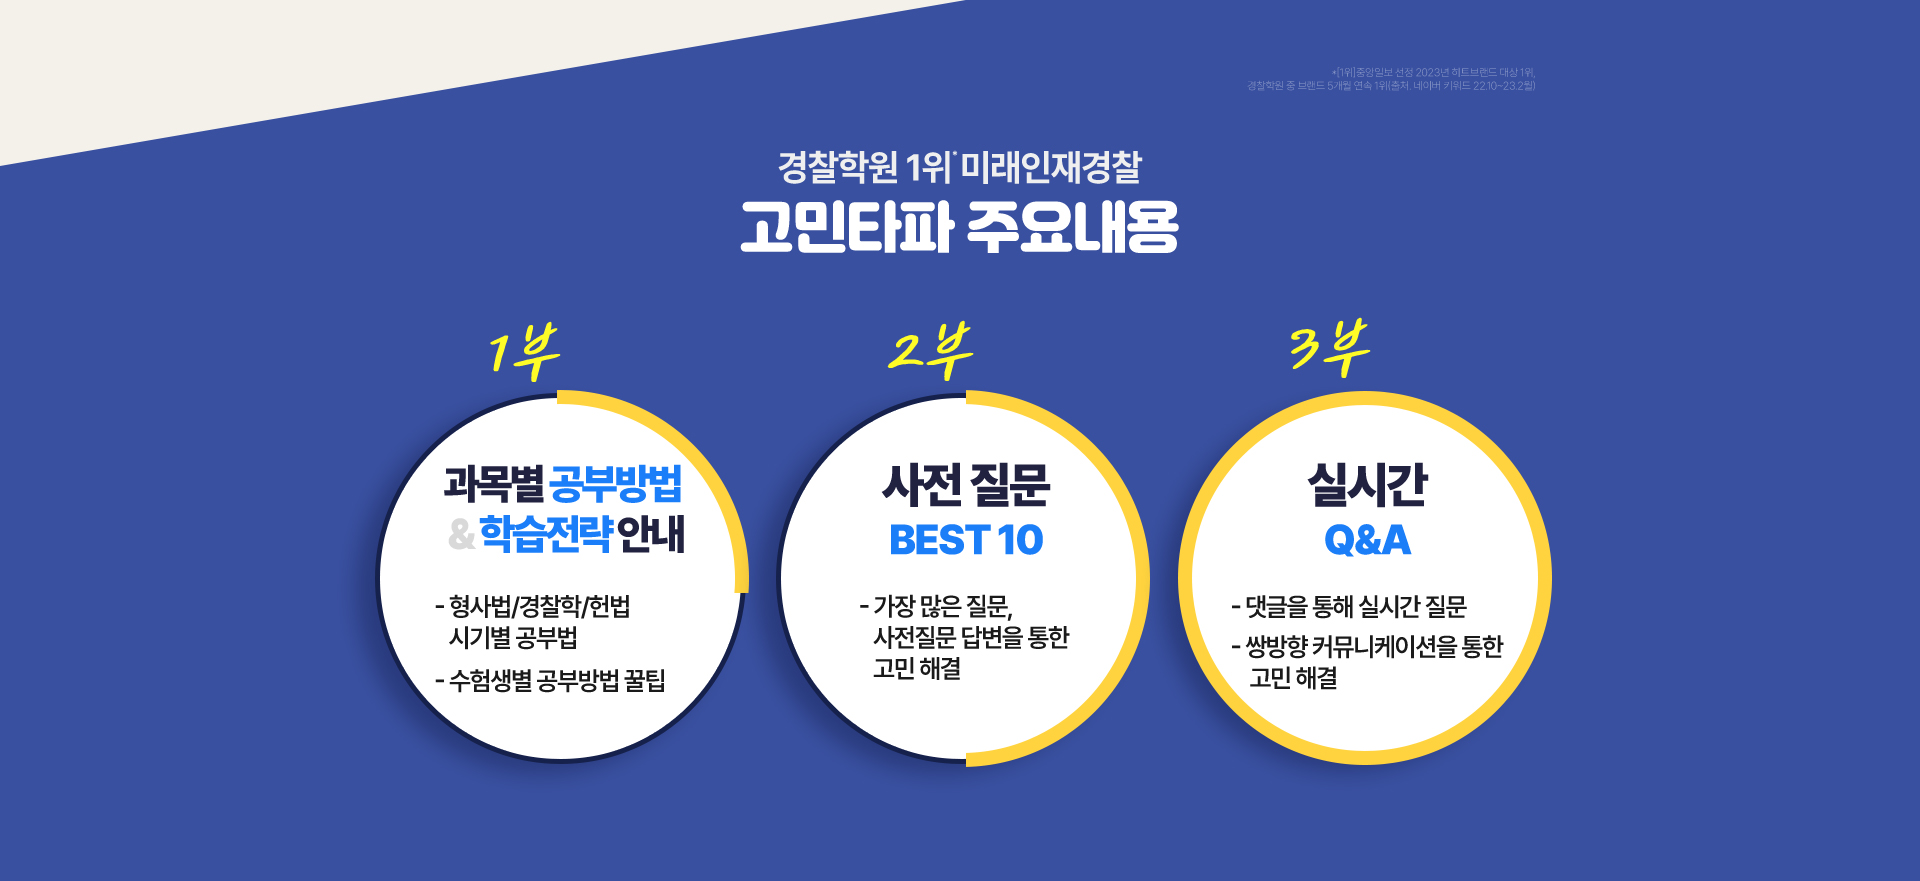 *[1위]중앙일보 선정 2023년 히트브랜드 대상 1위,
경찰학원 중 브랜드 5개월 연속 1위(출처. 네이버 키워드 22.10~23.2월)
경찰학원 1위* 미래인재경찰
고민타파 주요내용
1부
과목별 공부방법
& 학습전략 안내
- 형사법/경찰학/헌법
시기별 공부법
- 수험생별 공부방법 꿀팁
2부
사전 질문
BEST 10
- 가장 많은 질문,
사전질문 답변을 통한
고민 해결
3부
실시간
Q&A
- 댓글을 통해 실시간 질문
- 쌍방향 커뮤니케이션을 통한
고민 해결